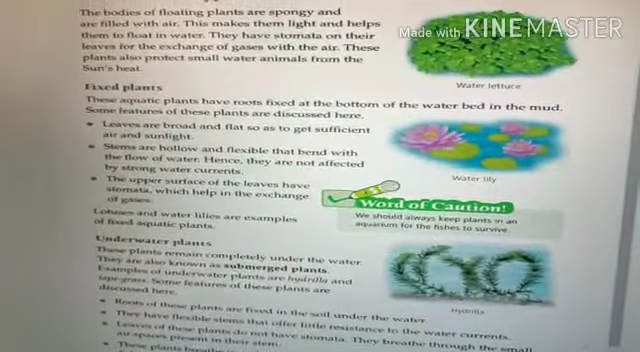 The bodies of floating plants are spongy and
are filled with air. This makes them light and helps
them to float in water. They have stomata on their
leaves for the exchange of gases with the air. These
plants also protect small water animals from the
Sun's heat.
Made with KINEMASTER
Water lettuce
Fixed plants
These aquatic plants have roots fixed at the bottom of the water bed in the mud.
Some features of these plants are discussed here.
• Leaves are broad and flat so as to get sufficient
air and sunlight.
• Stems are hollow and flexible that bend with
the flow of water. Hence, they are not affected
by strong water currents.
• The upper surface of the leaves have
stomata, which help in the exchange
of gases.
Lotuses and water lilies are examples
of fixed aquatic plants.
Water lily
Word of Caution!
We should always keep plants in an
aquarium for the fishes to survive.
Underwater plants
These plants remain completely under the water.
They are also known as submerged plants.
Examples of underwater plants are hydrilla and
tape-grass. Some features of these plants are
discussed here.
Hydrilla
• Roots of these plants are fixed in the soil under the water.
• They have flexible stems that offer little resistance to the water currents.
• Leaves of these plants do not have stomata. They breathe through the small
air spaces present in their stem.
• These plants breathe